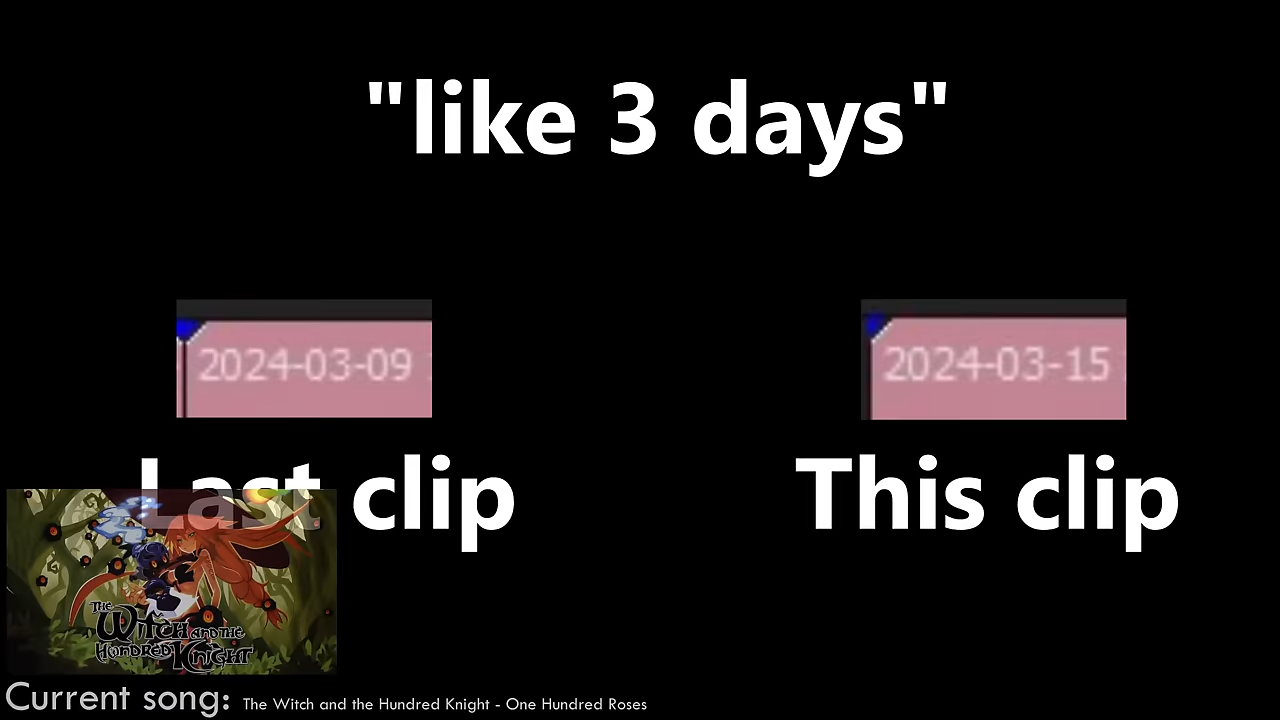 "like 3 days"
2024-03-09
2024-03-15
Last clip
This clip
THE
WITCH AND THE
HUNDRED KNIGHT
Current song: The Witch and the Hundred Knight - One Hundred Roses